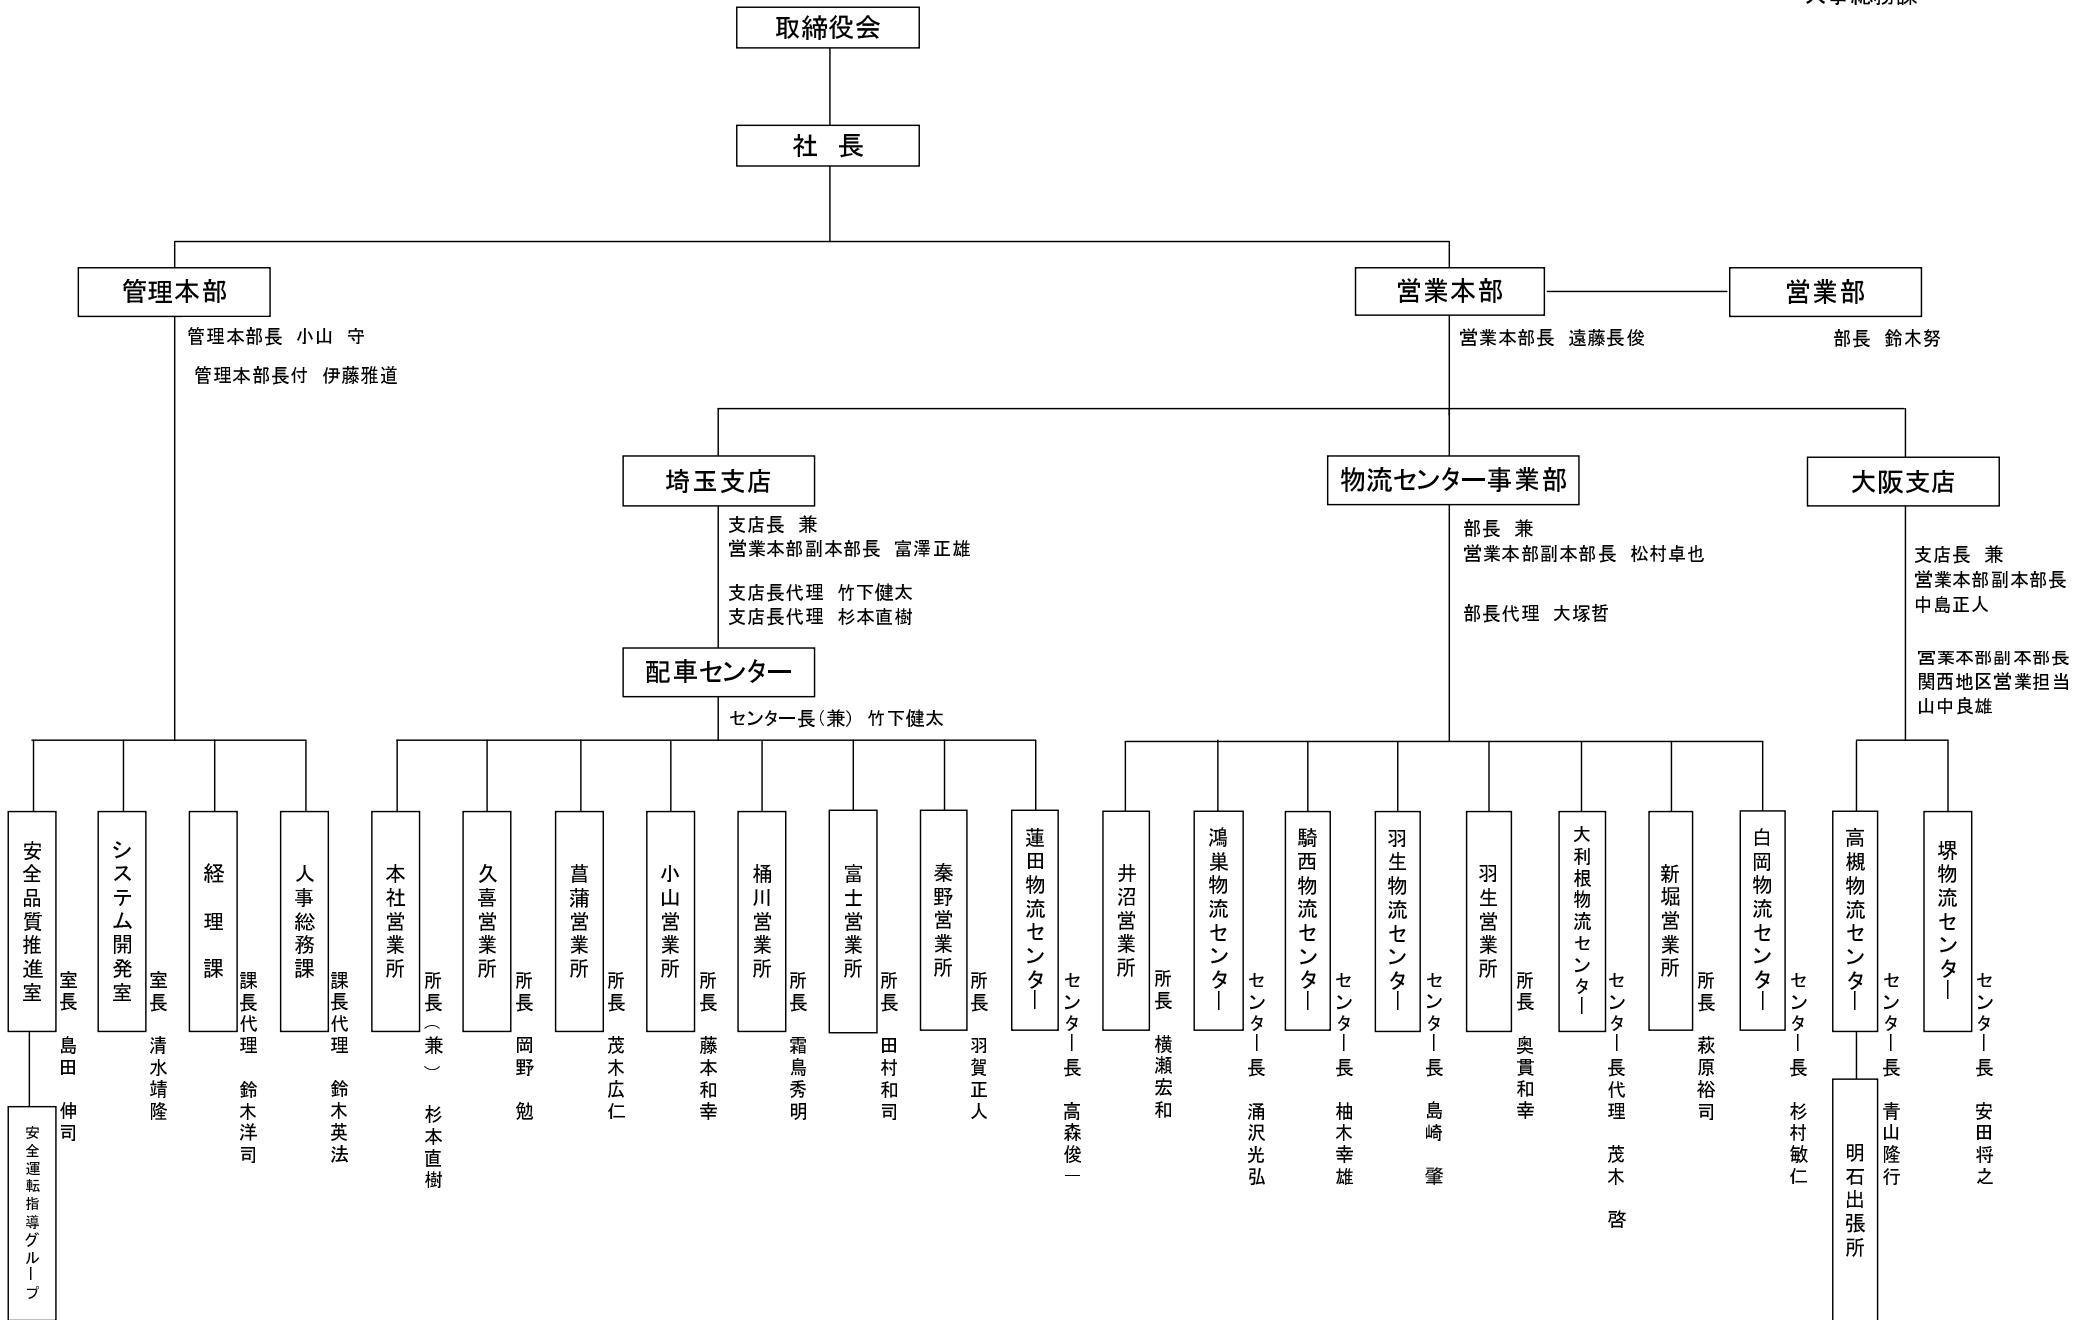 人事総務課
取締役会
社　長
管理本部
営業本部
営業部
管理本部長　小山　守
管理本部長付　伊藤雅道
営業本部長　遠藤長俊
部長　鈴木努
埼玉支店
物流センター事業部
大阪支店
支店長　兼
営業本部副本部長　富澤正雄
支店長代理　竹下健太
支店長代理　杉本直樹
部長　兼
営業本部副本部長　松村卓也
部長代理　大塚哲
支店長　兼
営業本部副本部長
中島正人
営業本部副本部長
関西地区営業担当
山中良雄
配車センター
センター長（兼）　竹下健太
安全品質推進室
室長　島田　伸司
システム開発室
室長　清水靖隆
経　理　課
課長代理　鈴木洋司
人事総務課
課長代理　鈴木英法
本社営業所
所長（兼）　杉本直樹
久喜営業所
所長　岡野　勉
菖蒲営業所
所長　茂木広仁
小山営業所
所長　藤本和幸
桶川営業所
所長　霜鳥秀明
富士営業所
所長　田村和司
秦野営業所
所長　羽賀正人
蓮田物流センター
センター長　高森俊一
井沼営業所
所長　横瀬宏和
鴻巣物流センター
センター長　涌沢光弘
騎西物流センター
センター長　柚木幸雄
羽生物流センター
センター長　島崎　肇
羽生営業所
所長　奥貫和幸
大利根物流センター
センター長代理　茂木　啓
新堀営業所
所長　萩原裕司
白岡物流センター
センター長　杉村敏仁
高槻物流センター
センター長　青山隆行
堺物流センター
センター長　安田将之
安全運転指導グループ
明石出張所